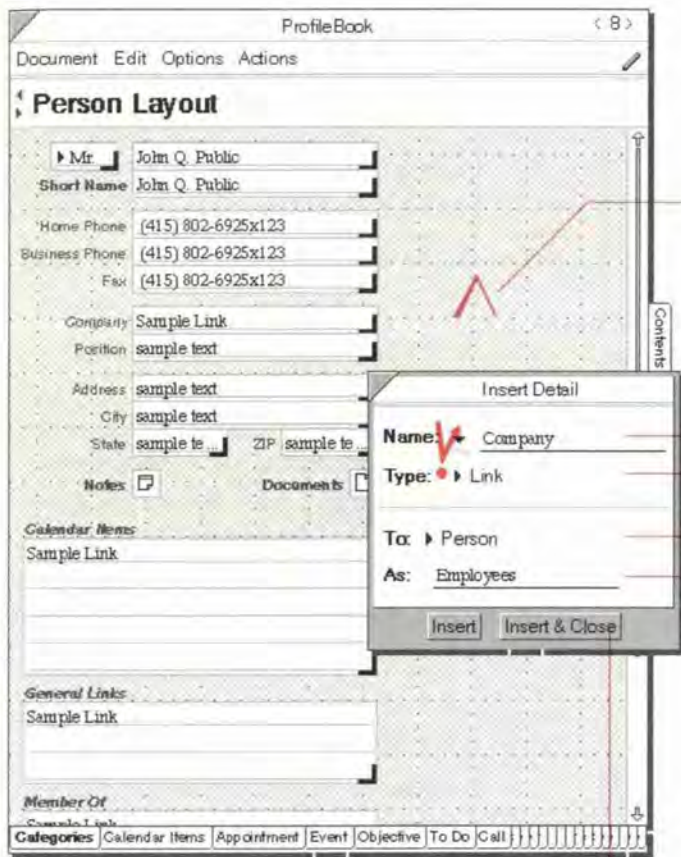 ProfileBook < 8 >
Document Edit Options Actions
Person Layout
Mr. John Q. Public
Short Name John Q. Public
Home Phone (415) 802-6925x123
Business Phone (415) 802-6925x123
Fax (415) 802-6925x123
Company Sample Link
Position sample text
Contents
Address sample text
City sample text
State sample te... ZIP sample te...
Notes Documents
Insert Detail
Name: Company
Type: Link
To: Person
As: Employees
Insert Insert & Close
Calendar Items
Sample Link
General Links
Sample Link
Member Of
Sample Link
Categories Calendar Items Appointment Event Objective To Do Call